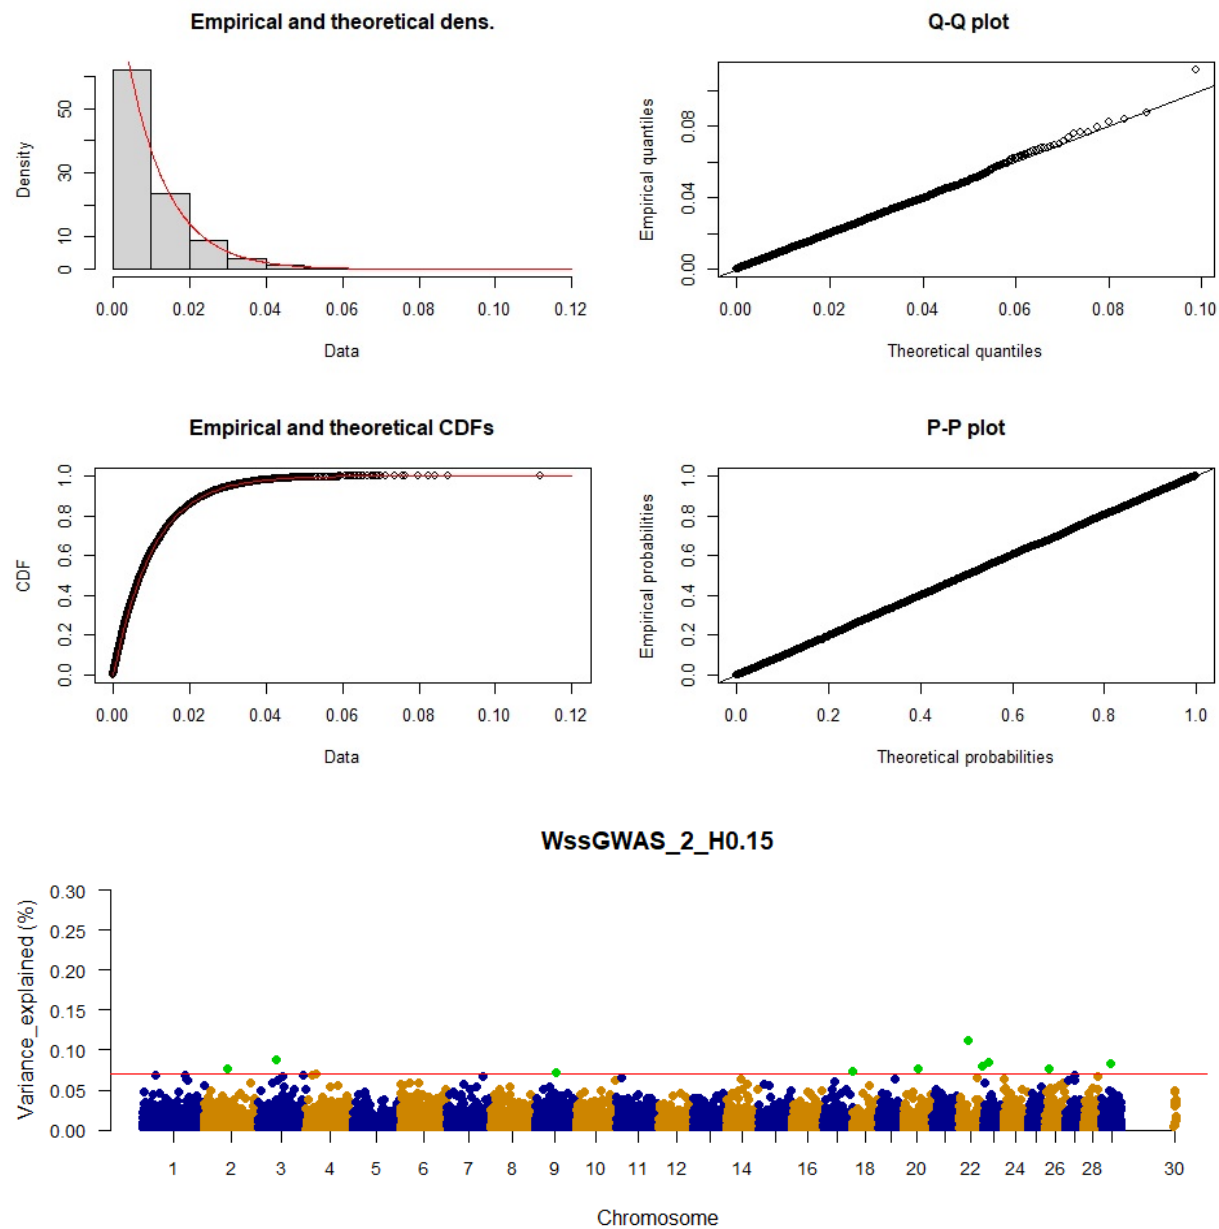 Empirical and theoretical dens.
Density
0 10 30 50
0.00 0.02 0.04 0.06 0.08 0.10 0.12
Data
Q-Q plot
Empirical quantiles
0.00 0.04 0.08
0.00 0.02 0.04 0.06 0.08 0.10
Theoretical quantiles
Empirical and theoretical CDFs
CDF
0.0 0.2 0.4 0.6 0.8 1.0
0.00 0.02 0.04 0.06 0.08 0.10 0.12
Data
P-P plot
Empirical probabilities
0.0 0.2 0.4 0.6 0.8 1.0
0.0 0.2 0.4 0.6 0.8 1.0
Theoretical probabilities
WssGWAS_2_H0.15
Variance_explained (%)
0.30
0.25
0.20
0.15
0.10
0.05
0.00
1 2 3 4 5 6 7 8 9 10 11 12 14 16 18 20 22 24 26 28 30
Chromosome